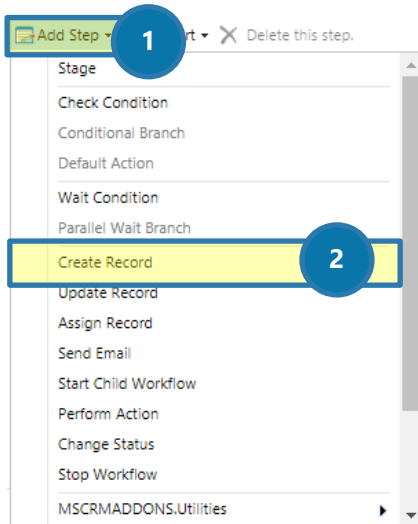 Add Step 1 rt Delete this step.
Stage
Check Condition
Conditional Branch
Default Action
Wait Condition
Parallel Wait Branch
Create Record 2
Update Record
Assign Record
Send Email
Start Child Workflow
Perform Action
Change Status
Stop Workflow
MSCRMADDONS.Utilities